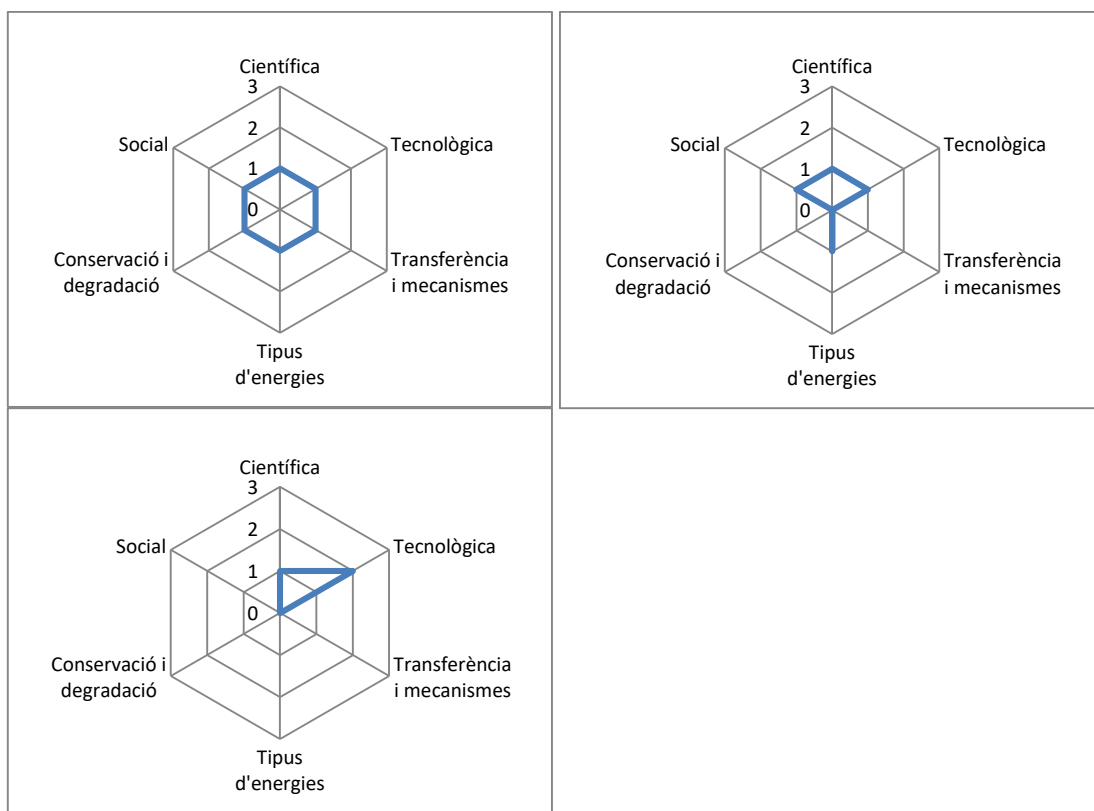 Científica
3
2
1
0
Social
Tecnològica
Conservació i
degradació
Transferència
i mecanismes
Tipus
d'energies
Científica
3
2
1
0
Social
Tecnològica
Conservació i
degradació
Transferència
i mecanismes
Tipus
d'energies
Científica
3
2
1
0
Social
Tecnològica
Conservació i
degradació
Transferència
i mecanismes
Tipus
d'energies